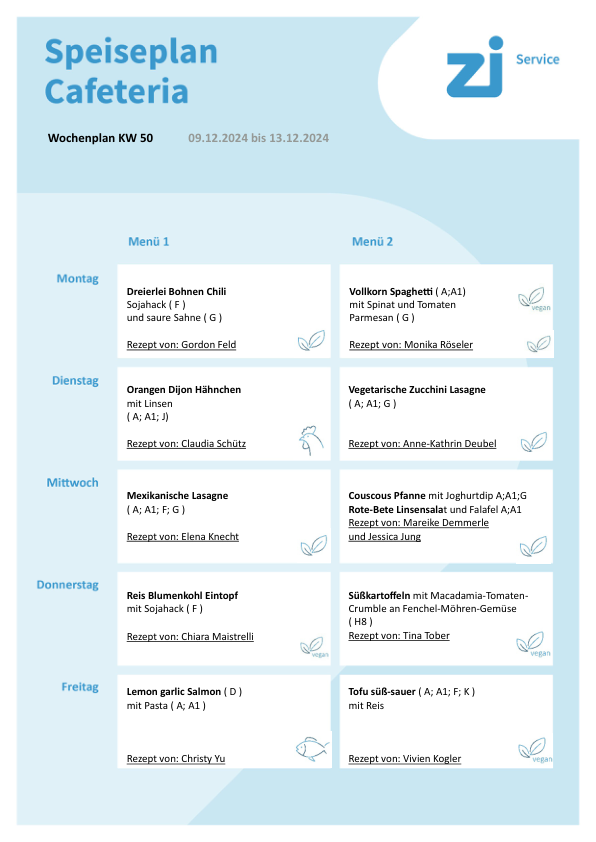 Speiseplan
Cafeteria
zi Service
Wochenplan KW 50 09.12.2024 bis 13.12.2024
Menü 1 Menü 2
Montag
Dreierlei Bohnen Chili
Sojahack ( F )
und saure Sahne ( G )
Rezept von: Gordon Feld
Vollkorn Spaghetti ( A;A1)
mit Spinat und Tomaten
Parmesan ( G )
vegan
Rezept von: Monika Röseler
Dienstag
Orangen Dijon Hähnchen
mit Linsen
( A; A1; J)
Rezept von: Claudia Schütz
Vegetarische Zucchini Lasagne
( A; A1; G )
Rezept von: Anne-Kathrin Deubel
Mittwoch
Mexikanische Lasagne
( A; A1; F; G )
Rezept von: Elena Knecht
Couscous Pfanne mit Joghurtdip A;A1;G
Rote-Bete Linsensalat und Falafel A;A1
Rezept von: Mareike Demmerle
und Jessica Jung
Donnerstag
Reis Blumenkohl Eintopf
mit Sojahack ( F )
Rezept von: Chiara Maistrelli
vegan
Süßkartoffeln mit Macadamia-Tomaten-
Crumble an Fenchel-Möhren-Gemüse
( H8 )
Rezept von: Tina Tober
vegan
Freitag
Lemon garlic Salmon ( D )
mit Pasta ( A; A1 )
Rezept von: Christy Yu
Tofu süß-sauer ( A; A1; F; K )
mit Reis
Rezept von: Vivien Kogler
vegan